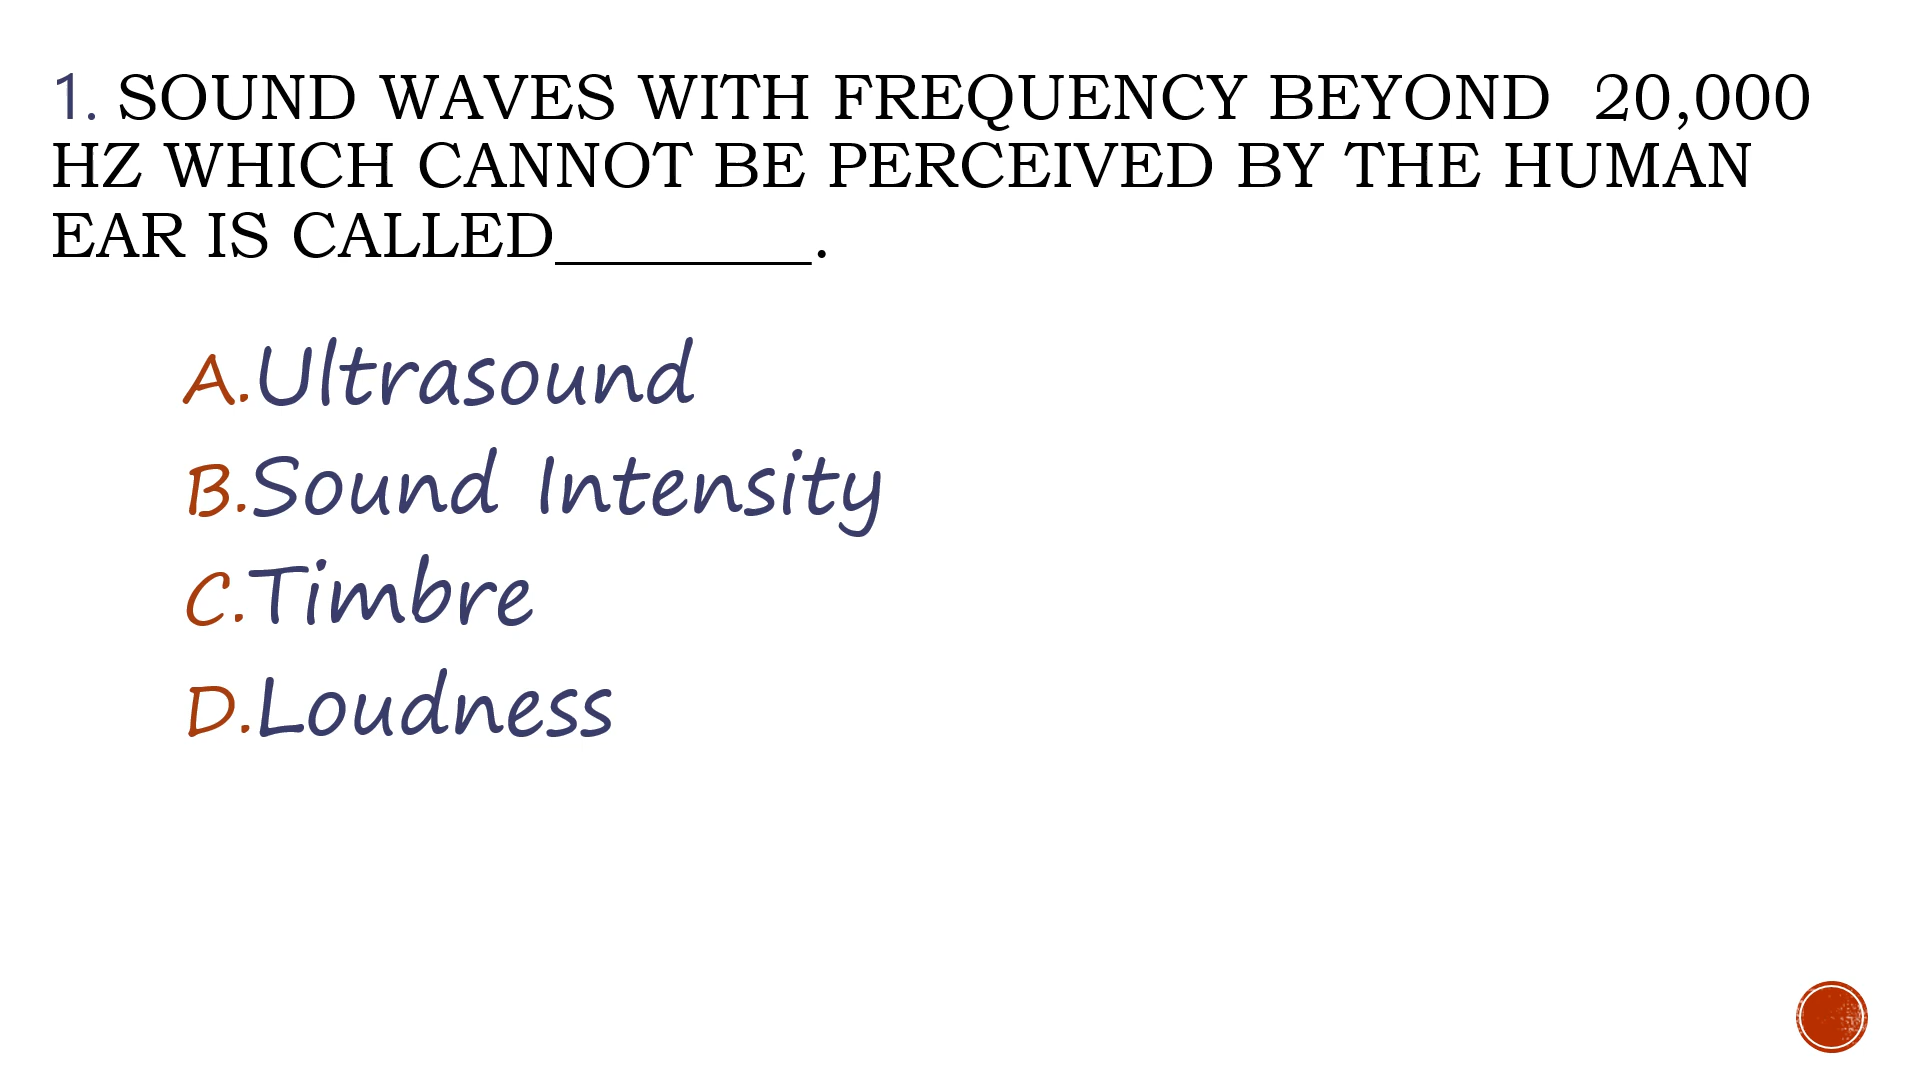 1. SOUND WAVES WITH FREQUENCY BEYOND 20,000
HZ WHICH CANNOT BE PERCEIVED BY THE HUMAN
EAR IS CALLED________.
A.Ultrasound
B.Sound Intensity
C.Timbre
D.Loudness